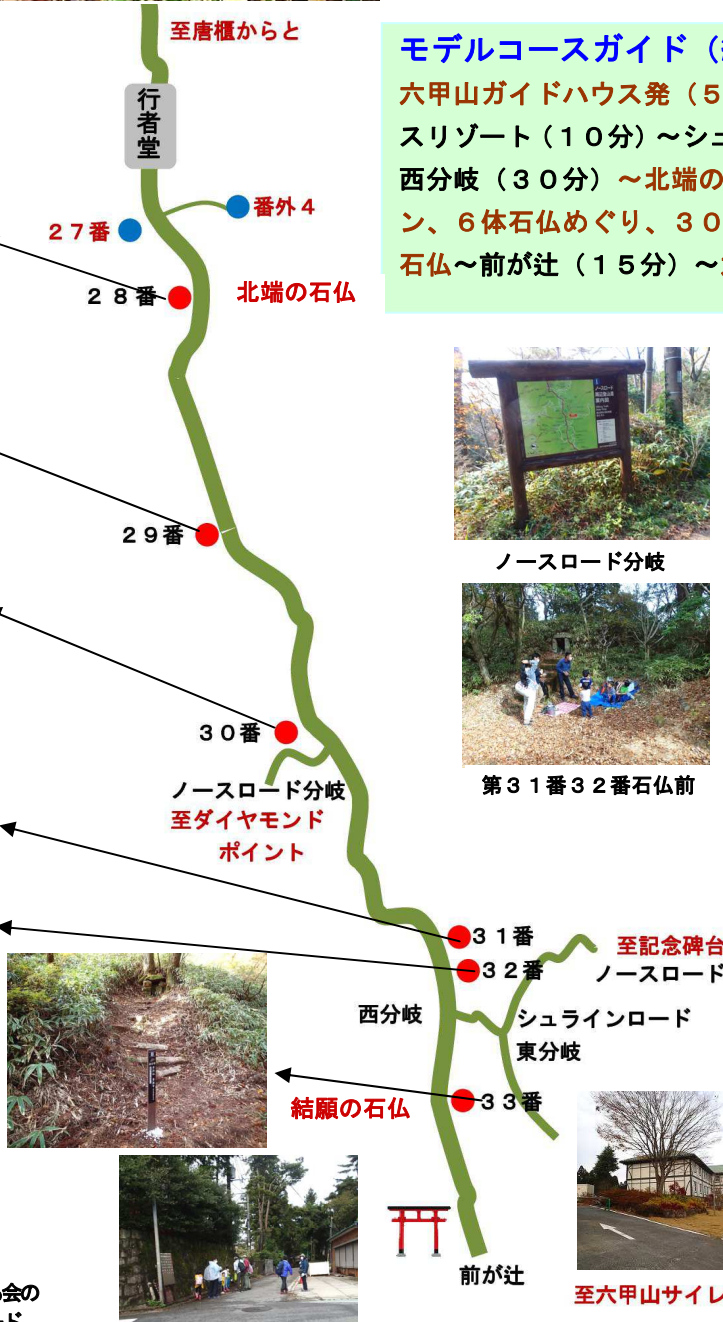 至唐櫃からと
モデルコースガイド（
六甲山ガイドハウス発（５
スリゾート（１０分）～シュ
西分岐（３０分）～北端の
ン、６体石仏めぐり、３０
石仏～前が辻（１５分）～
行者堂
番外４
２７番
２８番
北端の石仏
２９番
ノースロード分岐
３０番
ノースロード分岐
至ダイヤモンド
ポイント
第３１番３２番石仏前
３１番
３２番
至記念碑台
ノースロード
西分岐
シュラインロード
東分岐
３３番
結願の石仏
前が辻
至六甲山サイレ
会の